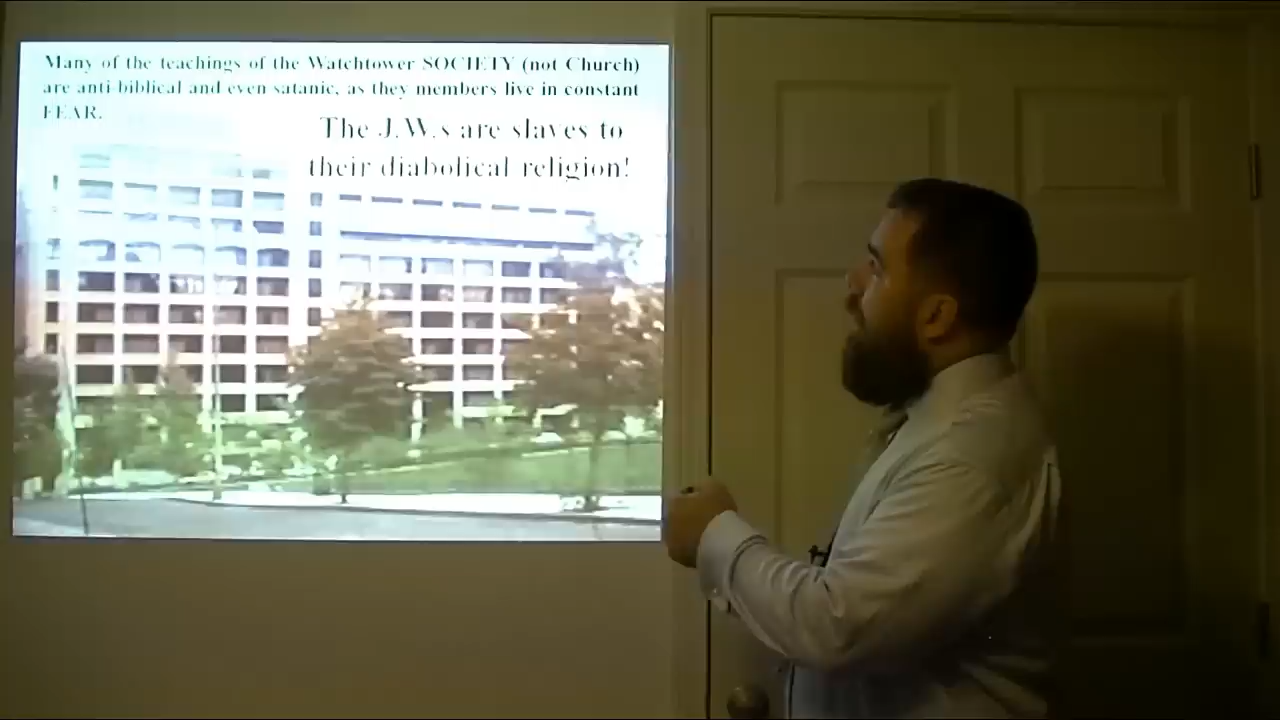 Many of the teachings of the Watchtower SOCIETY (not Church)
are anti-biblical and even satanic, as they members live in constant
FEAR.
The J.W.s are slaves to
their diabolical religion!